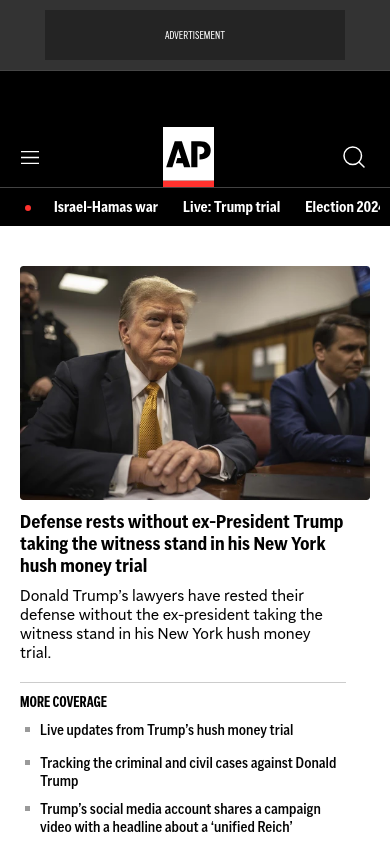 ADVERTISEMENT
AP
Israel-Hamas war Live: Trump trial Election 2024
Defense rests without ex-President Trump
taking the witness stand in his New York
hush money trial
Donald Trump’s lawyers have rested their
defense without the ex-president taking the
witness stand in his New York hush money
trial.
MORE COVERAGE
Live updates from Trump’s hush money trial
Tracking the criminal and civil cases against Donald
Trump
Trump’s social media account shares a campaign
video with a headline about a ‘unified Reich’